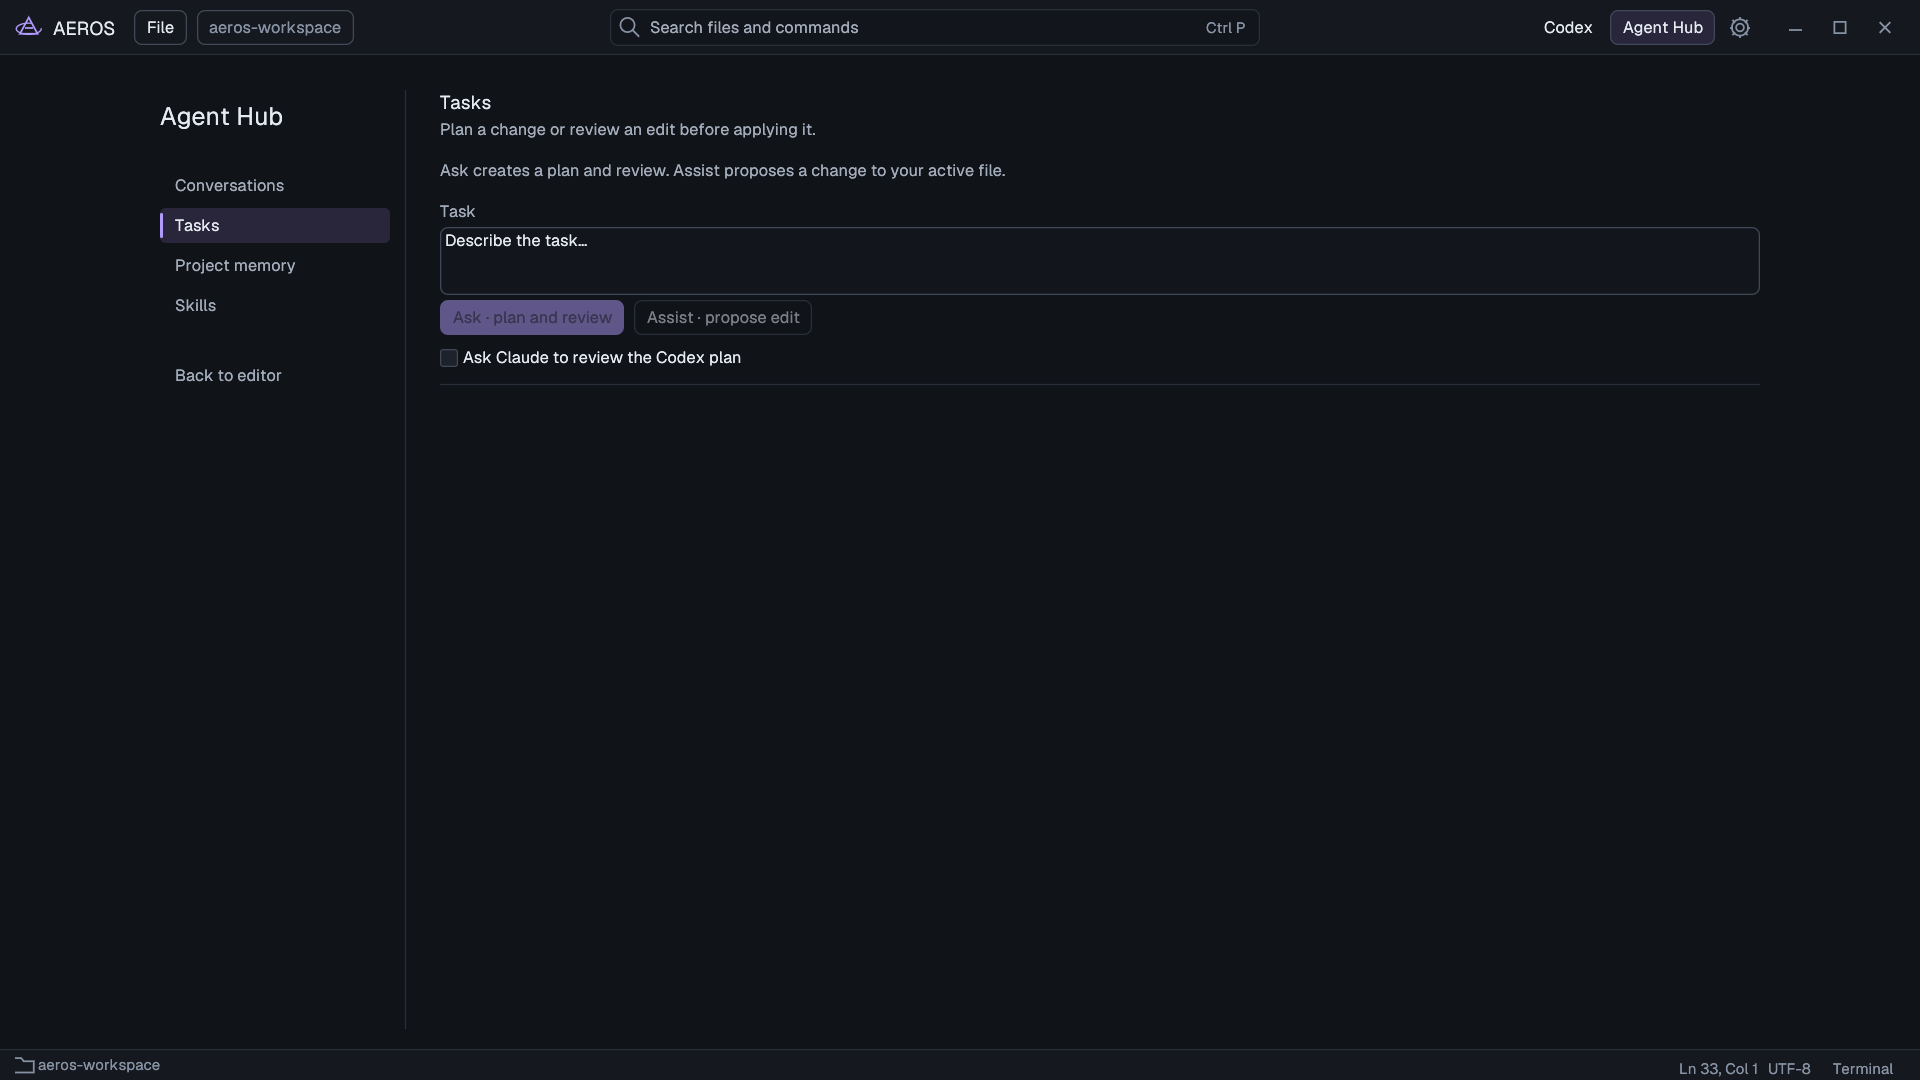 AEROS File aeros-workspace Search files and commands Ctrl P Codex Agent Hub
Agent Hub
Conversations
Tasks
Project memory
Skills
Back to editor
Tasks
Plan a change or review an edit before applying it.
Ask creates a plan and review. Assist proposes a change to your active file.
Task
Describe the task...
Ask · plan and review Assist · propose edit
Ask Claude to review the Codex plan
aeros-workspace Ln 33, Col 1 UTF-8 Terminal